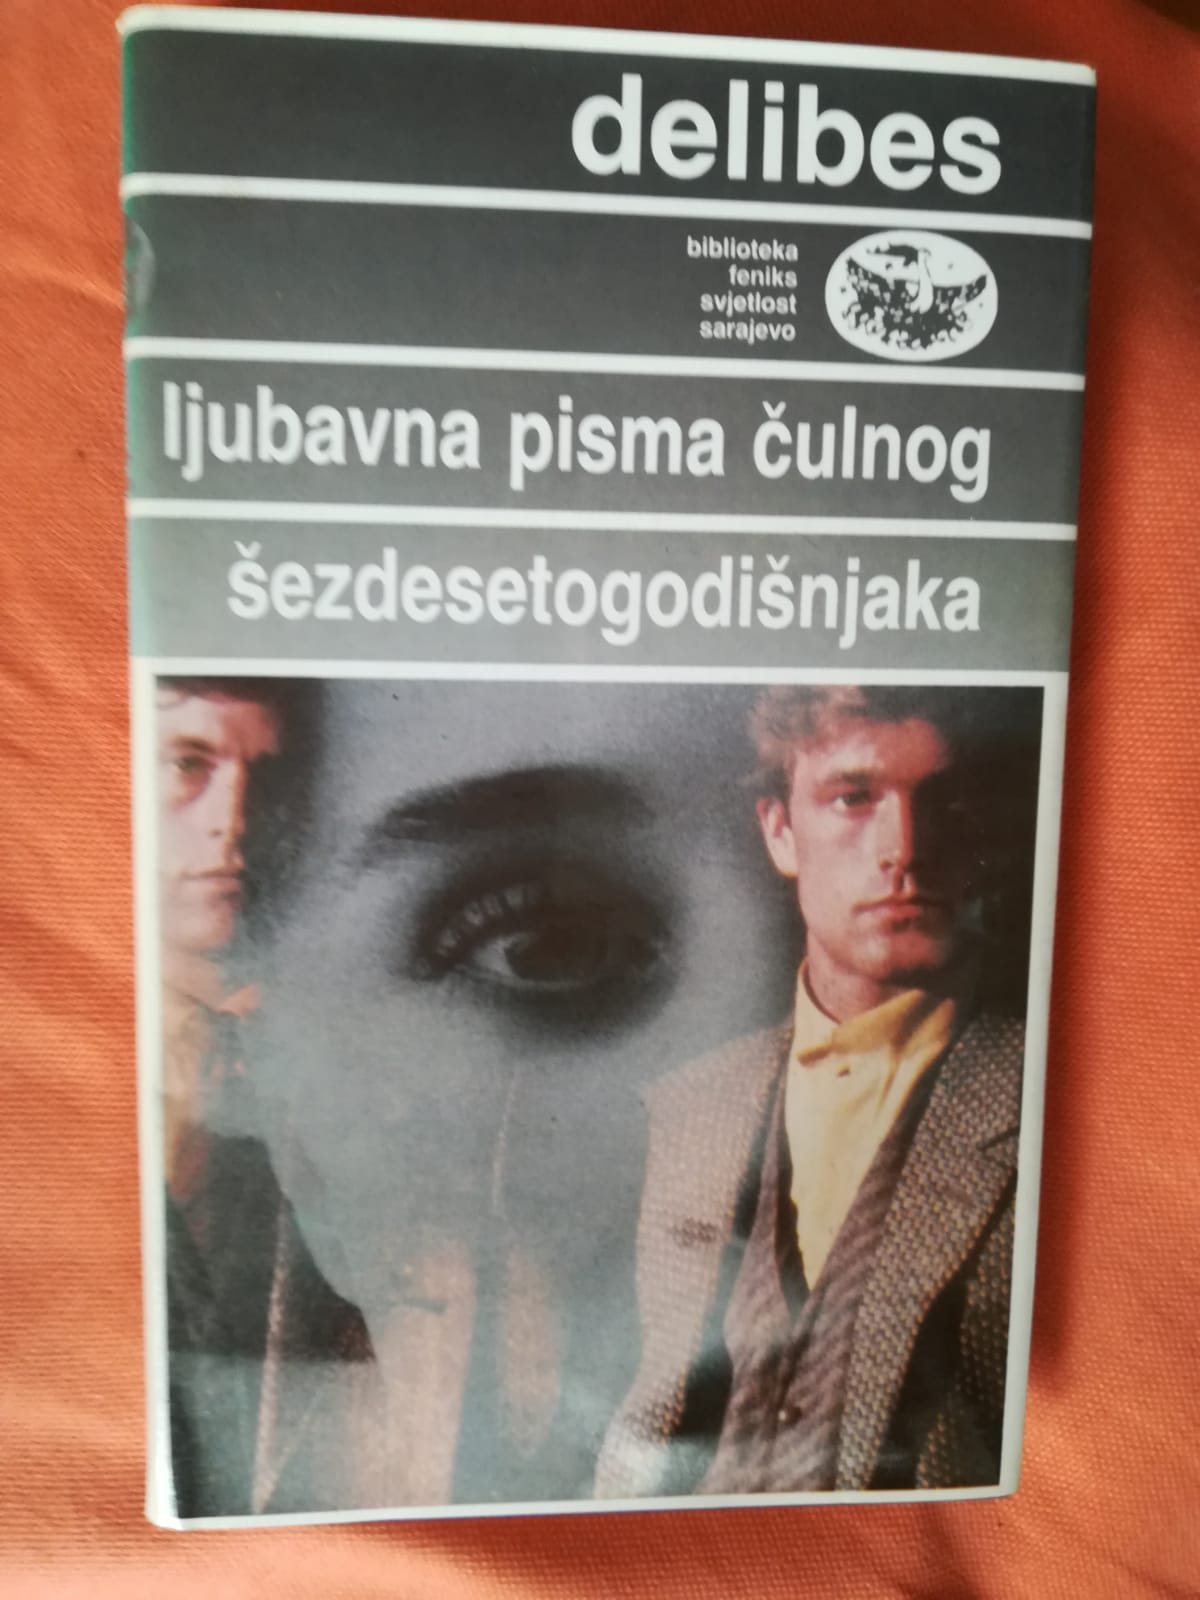 delibes
biblioteka
feniks
svjetlost
sarajevo
ljubavna pisma čulnog
šezdesetogodišnjaka